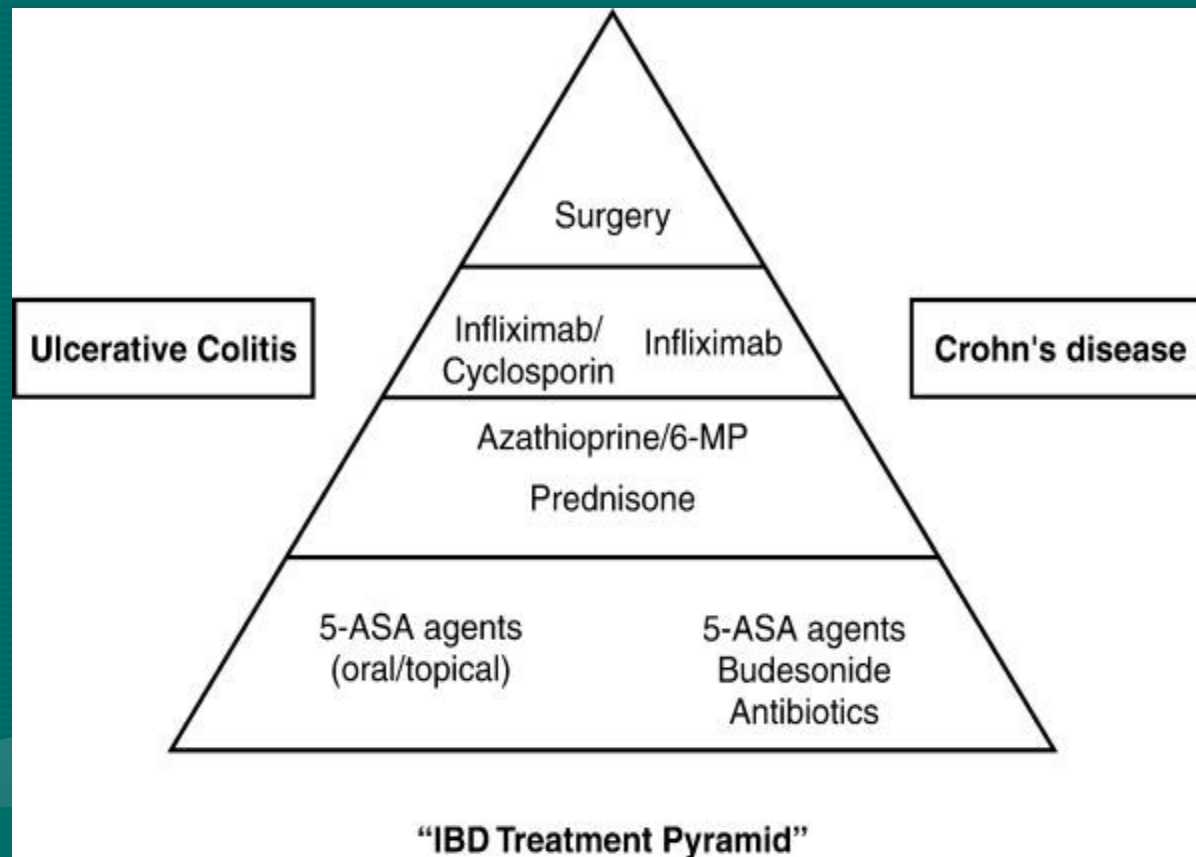 Surgery
Ulcerative Colitis
Infliximab/
Cyclosporin
Infliximab
Crohn's disease
Azathioprine/6-MP
Prednisone
5-ASA agents
(oral/topical)
5-ASA agents
Budesonide
Antibiotics
“IBD Treatment Pyramid”